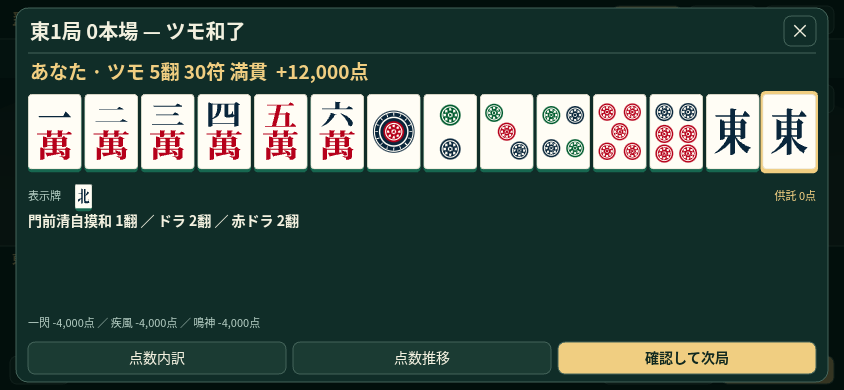 東1局 0本場 — ツモ和了
あなた・ツモ 5翻 30符 満貫 +12,000点
一萬 二萬 三萬 四萬 五萬 六萬 東 東
表示牌 北 供託 0点
門前清自摸和 1翻 ／ ドラ 2翻 ／ 赤ドラ 2翻
一閃 -4,000点 ／ 疾風 -4,000点 ／ 鳴神 -4,000点
点数内訳 点数推移 確認して次局